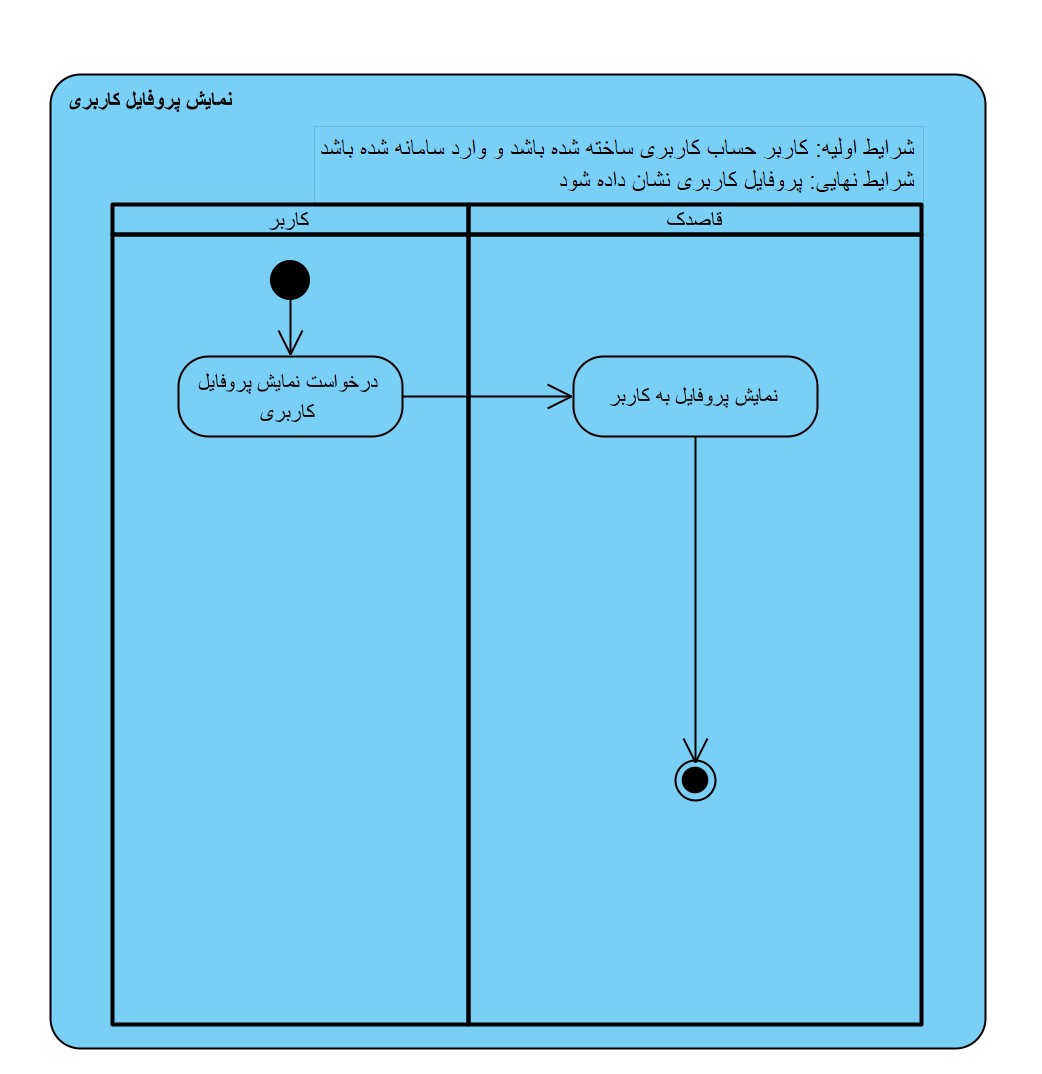 نمایش پروفایل کاربری
شرایط اولیه: کاربر حساب کاربری ساخته شده باشد و وارد سامانه شده باشد
شرایط نهایی: پروفایل کاربری نشان داده شود
قاصدک
کاربر
درخواست نمایش پروفایل
کاربری
نمایش پروفایل به کاربر